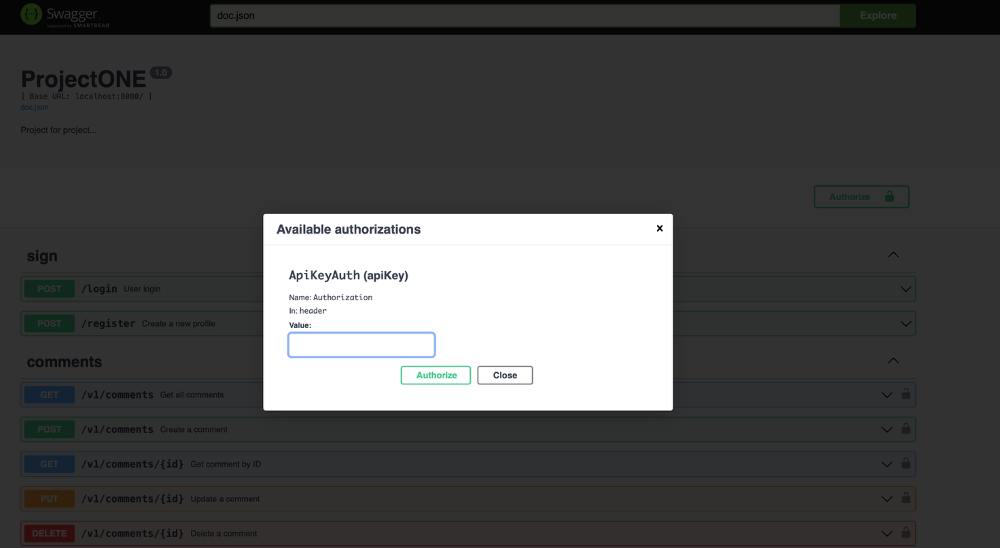 Swagger.
Supported by SMARTBEAR
doc.json
Explore
ProjectONE 1.0
[ Base URL: localhost:8080/ ]
doc.json
Project for project...
Authorize
Available authorizations
ApiKeyAuth (apiKey)
Name: Authorization
In: header
Value:
Authorize Close
sign
POST /login User login
POST /register Create a new profile
comments
GET /v1/comments Get all comments
POST /v1/comments Create a comment
GET /v1/comments/{id} Get comment by ID
PUT /v1/comments/{id} Update a comment
DELETE /v1/comments/{id} Delete a comment